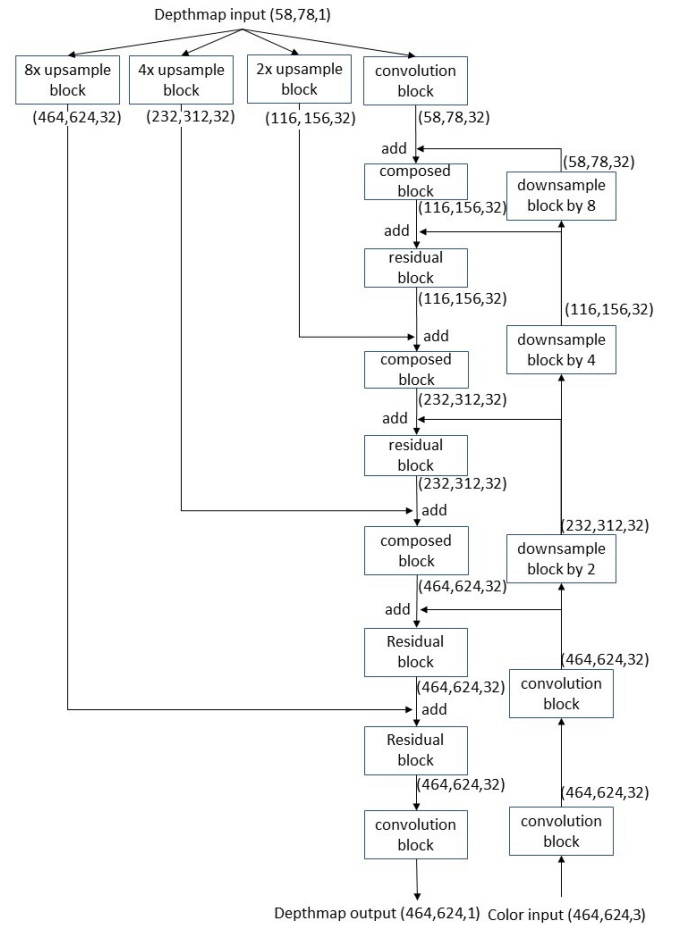 Depthmap input (58,78,1)
8x upsample
block
4x upsample
block
2x upsample
block
convolution
block
(464,624,32)
(232,312,32)
(116,156,32)
(58,78,32)
add
(58,78,32)
composed
block
downsample
block by 8
(116,156,32)
add
residual
block
(116,156,32)
(116,156,32)
add
downsample
block by 4
composed
block
(232,312,32)
add
residual
block
(232,312,32)
add
(232,312,32)
composed
block
downsample
block by 2
(464,624,32)
add
Residual
block
(464,624,32)
(464,624,32)
convolution
block
add
Residual
block
(464,624,32)
(464,624,32)
convolution
block
convolution
block
Depthmap output (464,624,1)
Color input (464,624,3)